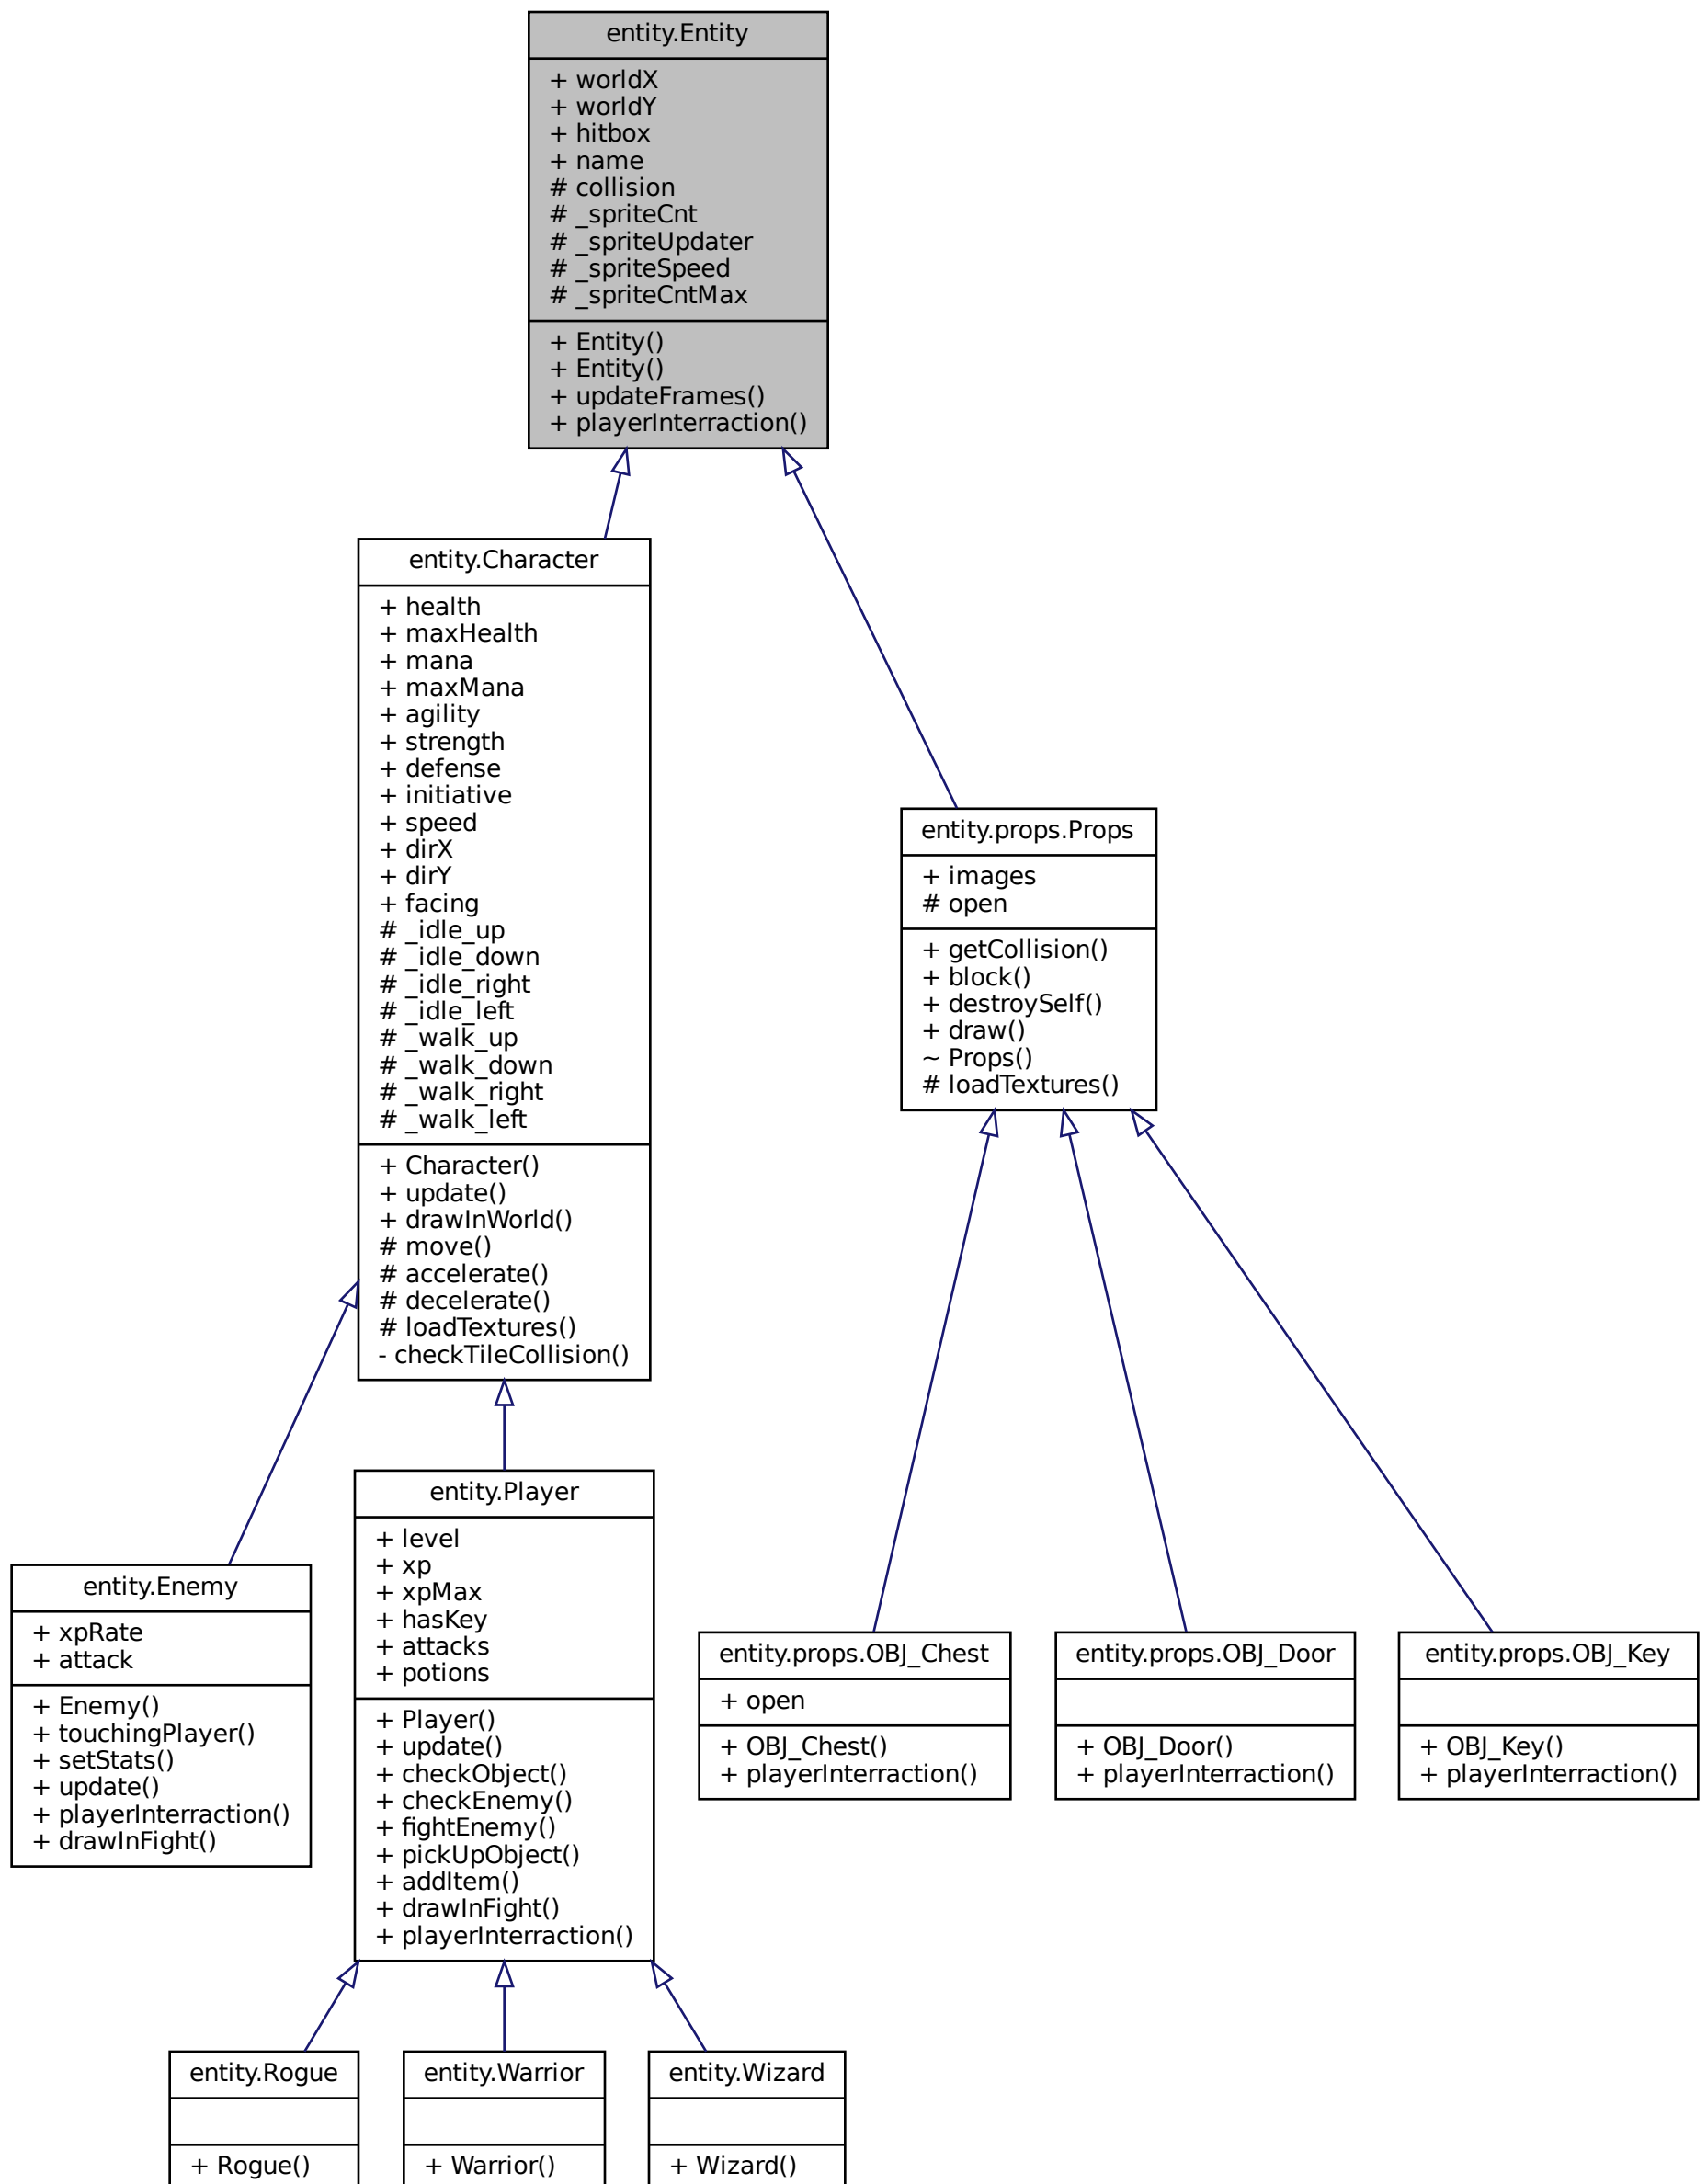 entity.Entity
+ worldX
+ worldY
+ hitbox
+ name
# collision
# _spriteCnt
# _spriteUpdater
# _spriteSpeed
# _spriteCntMax
+ Entity()
+ Entity()
+ updateFrames()
+ playerInterraction()
entity.Character
+ health
+ maxHealth
+ mana
+ maxMana
+ agility
+ strength
+ defense
+ initiative
+ speed
+ dirX
+ dirY
+ facing
# _idle_up
# _idle_down
# _idle_right
# _idle_left
# _walk_up
# _walk_down
# _walk_right
# _walk_left
+ Character()
+ update()
+ drawInWorld()
# move()
# accelerate()
# decelerate()
# loadTextures()
- checkTileCollision()
entity.props.Props
+ images
# open
+ getCollision()
+ block()
+ destroySelf()
+ draw()
~ Props()
# loadTextures()
entity.Enemy
+ xpRate
+ attack
+ Enemy()
+ touchingPlayer()
+ setStats()
+ update()
+ playerInterraction()
+ drawInFight()
entity.Player
+ level
+ xp
+ xpMax
+ hasKey
+ attacks
+ potions
+ Player()
+ update()
+ checkObject()
+ checkEnemy()
+ fightEnemy()
+ pickUpObject()
+ addItem()
+ drawInFight()
+ playerInterraction()
entity.props.OBJ_Chest
+ open
+ OBJ_Chest()
+ playerInterraction()
entity.props.OBJ_Door
+ OBJ_Door()
+ playerInterraction()
entity.props.OBJ_Key
+ OBJ_Key()
+ playerInterraction()
entity.Rogue
+ Rogue()
entity.Warrior
+ Warrior()
entity.Wizard
+ Wizard()